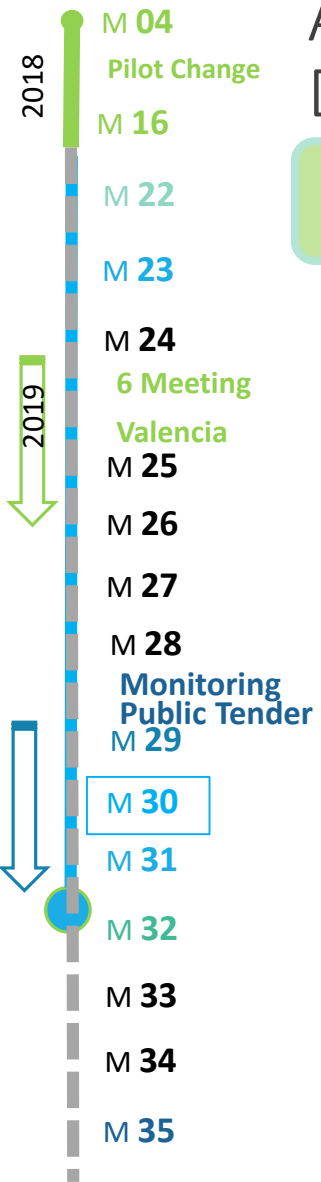 M 04
2018
Pilot Change
M 16
M 22
M 23
M 24
6 Meeting
2019
Valencia
M 25
M 26
M 27
M 28
Monitoring
Public Tender
M 29
M 30
M 31
M 32
M 33
M 34
M 35